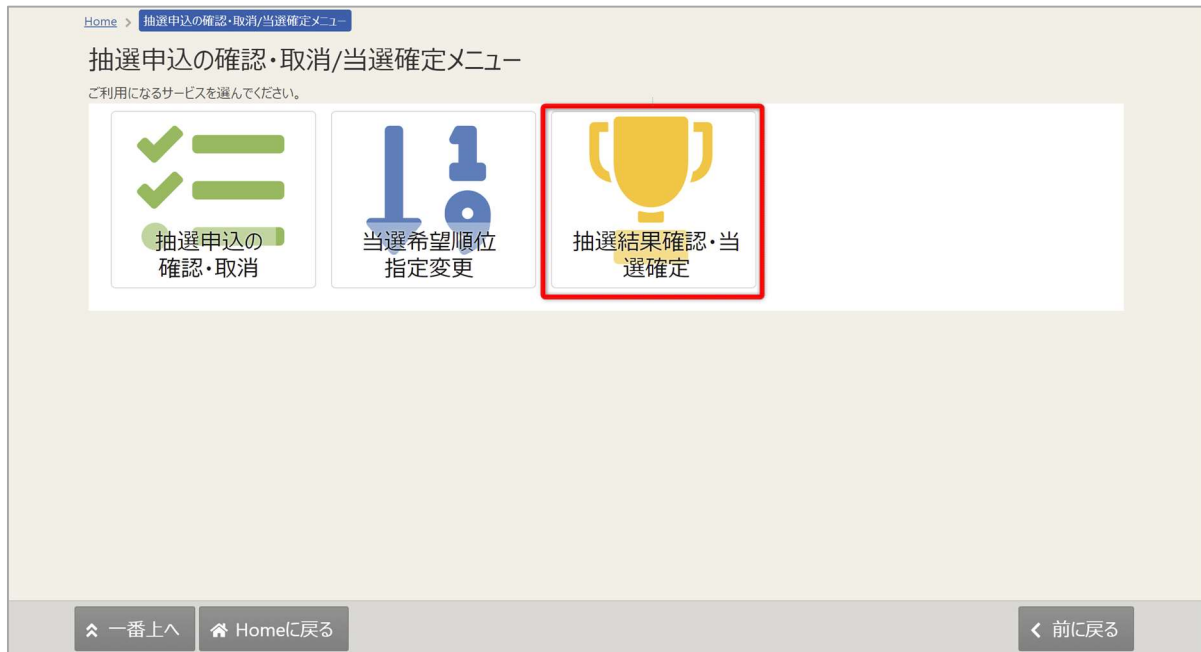 Home > 抽選申込の確認・取消/当選確定メニュー
抽選申込の確認・取消/当選確定メニュー
ご利用になるサービスを選んでください。
抽選申込の
確認・取消
当選希望順位
指定変更
抽選結果確認・当
選確定
一番上へ
Homeに戻る
前に戻る